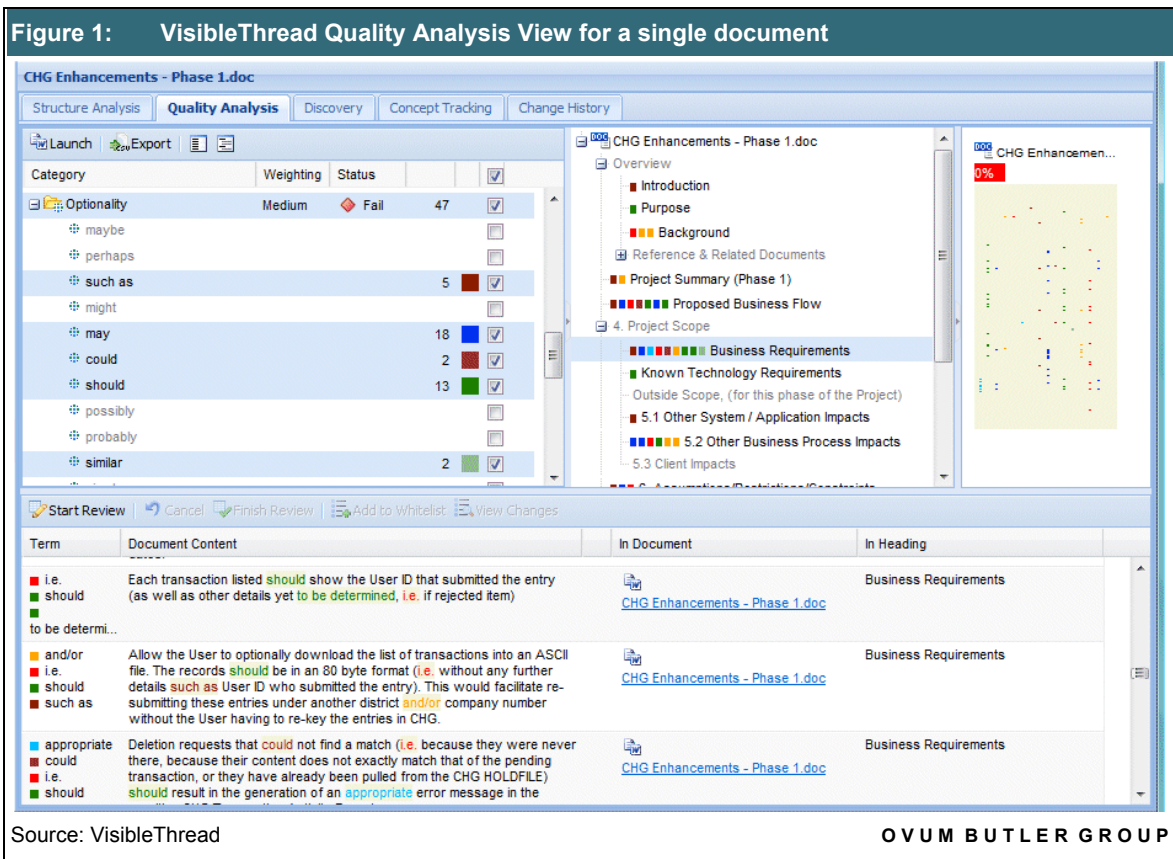 Figure 1: VisibleThread Quality Analysis View for a single document
CHG Enhancements - Phase 1.doc
Structure Analysis Quality Analysis Discovery Concept Tracking Change History
Launch Export
Category Weighting Status
Optionality Medium Fail 47
maybe
perhaps
such as 5
might
may 18
could 2
should 13
possibly
probably
similar 2
CHG Enhancements - Phase 1.doc
Overview
Introduction
Purpose
Background
Reference & Related Documents
Project Summary (Phase 1)
Proposed Business Flow
4. Project Scope
Business Requirements
Known Technology Requirements
Outside Scope, (for this phase of the Project)
5.1 Other System / Application Impacts
5.2 Other Business Process Impacts
5.3 Client Impacts
CHG Enhancemen...
0%
Start Review Cancel Finish Review Add to Whitelist View Changes
Term Document Content In Document In Heading
i.e.
should
to be determi...
Each transaction listed should show the User ID that submitted the entry
(as well as other details yet to be determined, i.e. if rejected item)
CHG Enhancements - Phase 1.doc
Business Requirements
and/or
i.e.
should
such as
Allow the User to optionally download the list of transactions into an ASCII
file. The records should be in an 80 byte format (i.e. without any further
details such as User ID who submitted the entry). This would facilitate re-
submitting these entries under another district and/or company number
without the User having to re-key the entries in CHG.
CHG Enhancements - Phase 1.doc
Business Requirements
appropriate
could
i.e.
should
Deletion requests that could not find a match (i.e. because they were never
there, because their content does not exactly match that of the pending
transaction, or they have already been pulled from the CHG HOLDFILE)
should result in the generation of an appropriate error message in the
CHG Enhancements - Phase 1.doc
Business Requirements
Source: VisibleThread
OVUM BUTLER GROUP